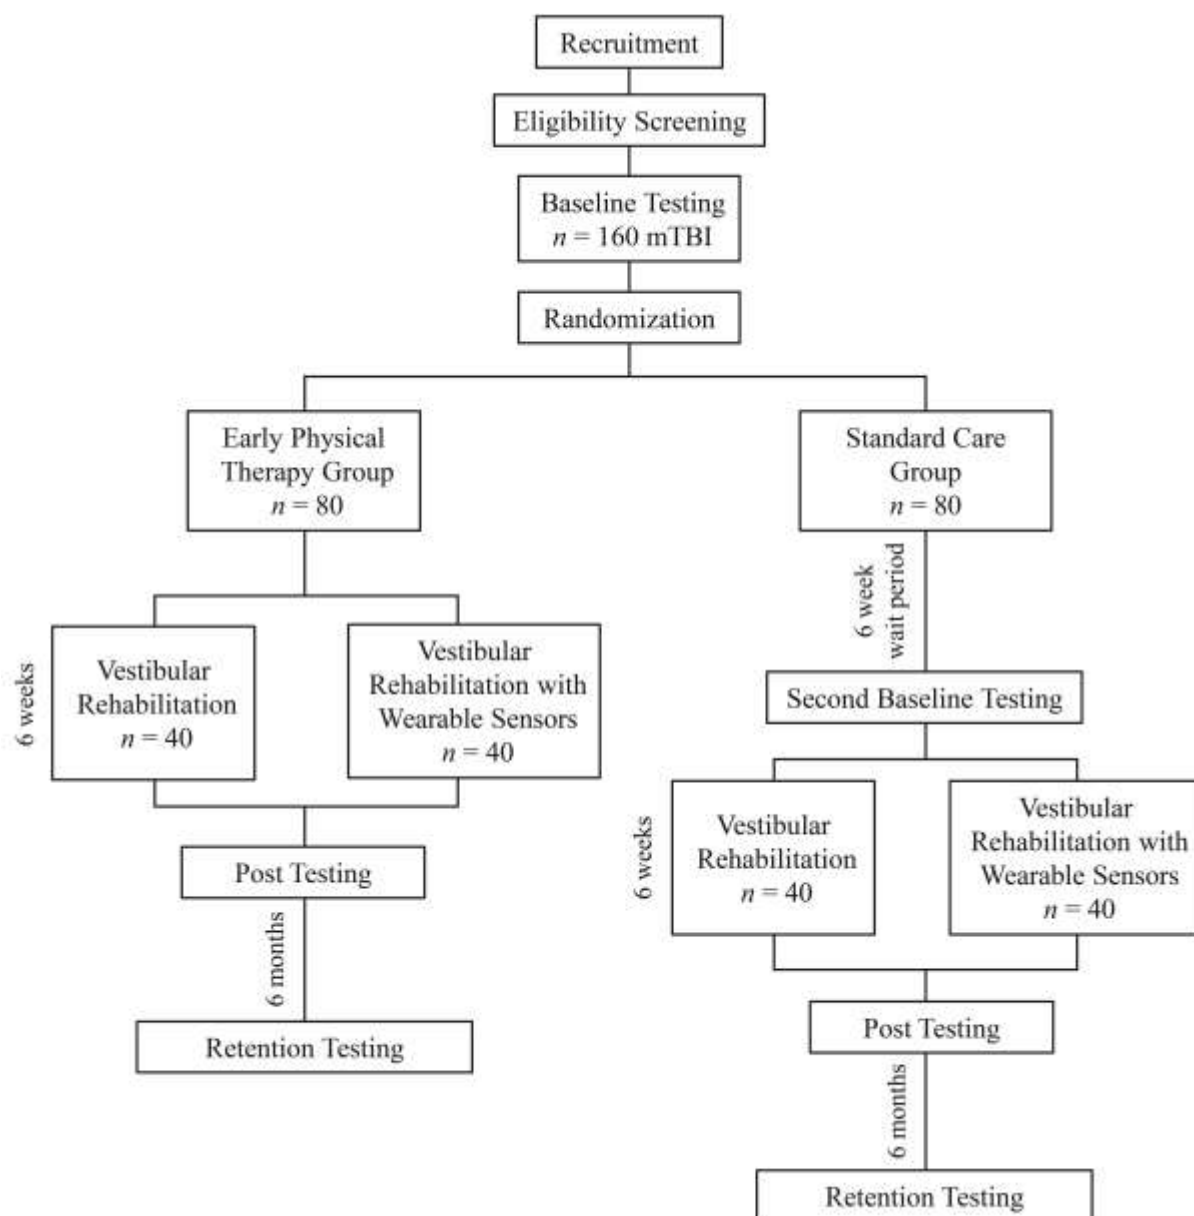 Recruitment
Eligibility Screening
Baseline Testing
n = 160 mTBI
Randomization
Early Physical
Therapy Group
n = 80
Standard Care
Group
n = 80
6 weeks
Vestibular
Rehabilitation
n = 40
Vestibular
Rehabilitation with
Wearable Sensors
n = 40
Post Testing
6 months
Retention Testing
6 week
wait period
Second Baseline Testing
6 weeks
Vestibular
Rehabilitation
n = 40
Vestibular
Rehabilitation with
Wearable Sensors
n = 40
Post Testing
6 months
Retention Testing